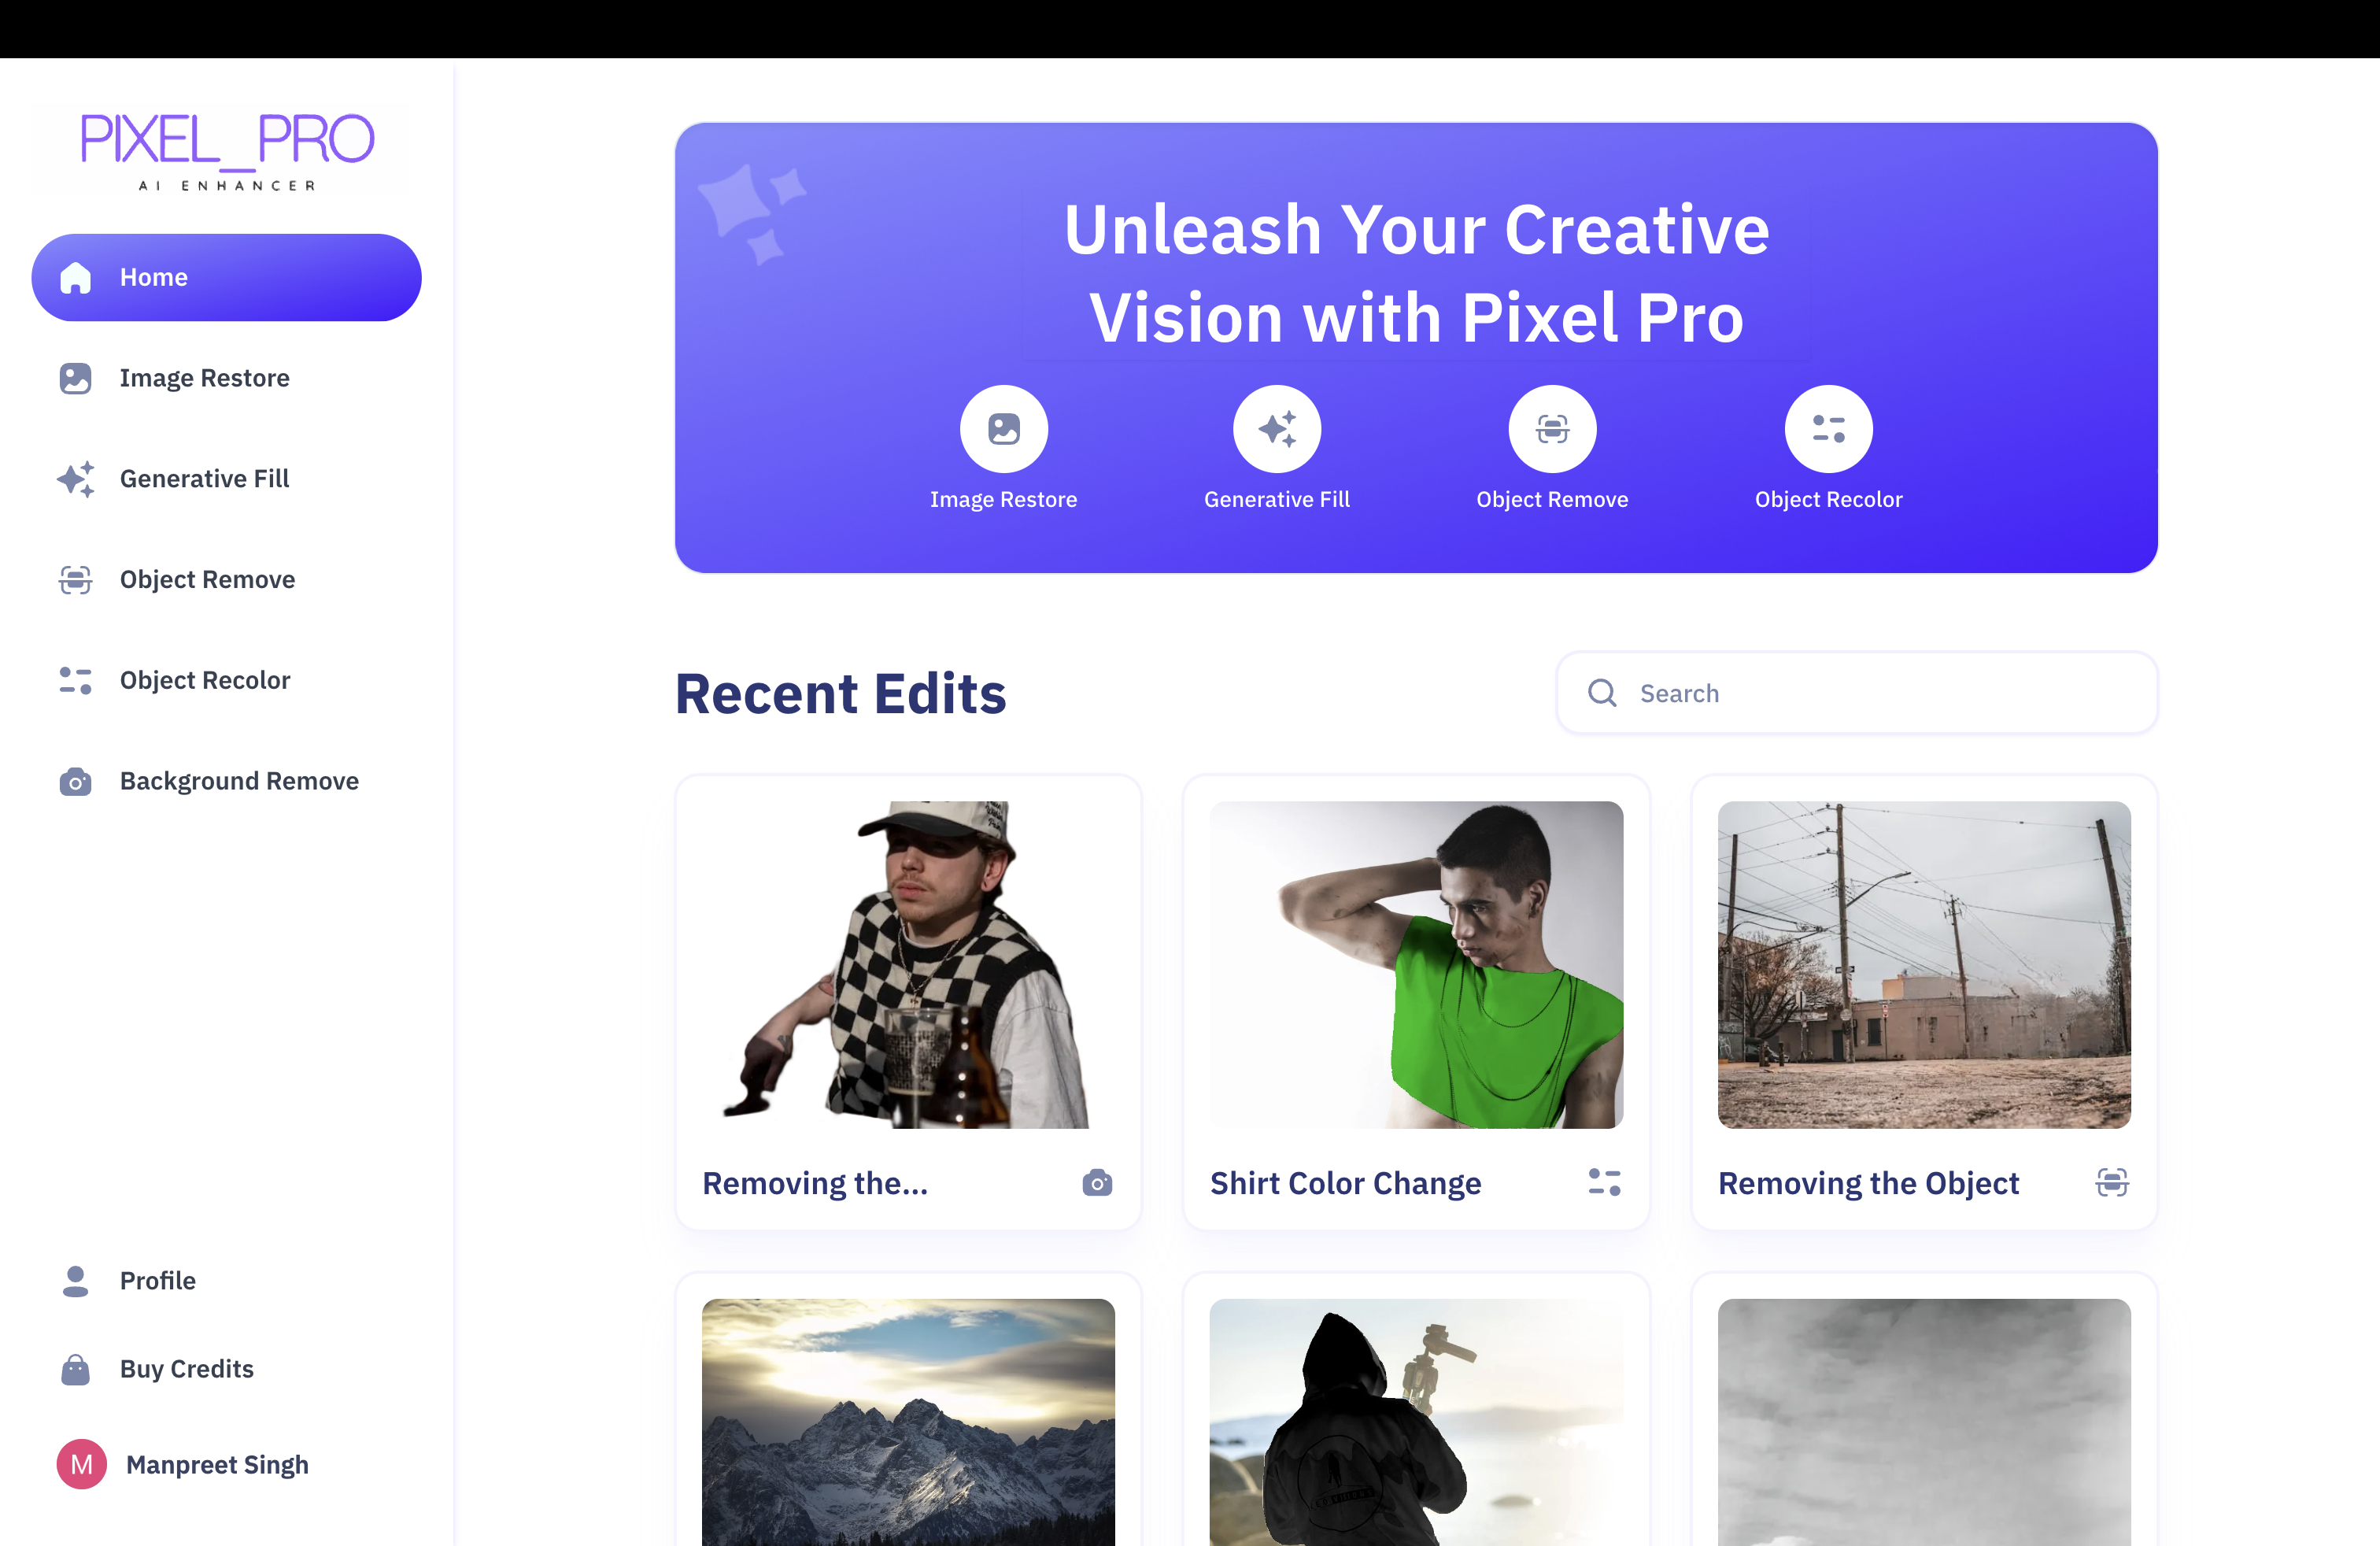 PIXEL_PRO
AI ENHANCER
Home
Image Restore
Generative Fill
Object Remove
Object Recolor
Background Remove
Profile
Buy Credits
M
Manpreet Singh
Unleash Your Creative
Vision with Pixel Pro
Image Restore
Generative Fill
Object Remove
Object Recolor
Recent Edits
Search
Removing the...
Shirt Color Change
Removing the Object